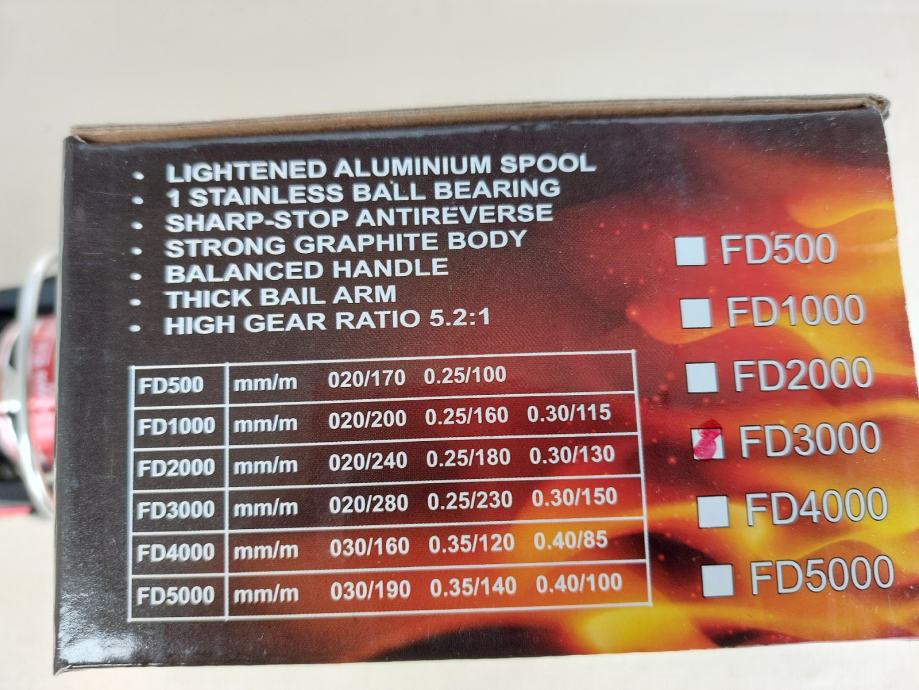 • LIGHTENED ALUMINIUM SPOOL
• 1 STAINLESS BALL BEARING
• SHARP-STOP ANTIREVERSE
• STRONG GRAPHITE BODY
• BALANCED HANDLE
• THICK BAIL ARM
• HIGH GEAR RATIO 5.2:1
FD500 mm/m 020/170 0.25/100
FD1000 mm/m 020/200 0.25/160 0.30/115
FD2000 mm/m 020/240 0.25/180 0.30/130
FD3000 mm/m 020/280 0.25/230 0.30/150
FD4000 mm/m 030/160 0.35/120 0.40/85
FD5000 mm/m 030/190 0.35/140 0.40/100
FD500
FD1000
FD2000
FD3000
FD4000
FD5000